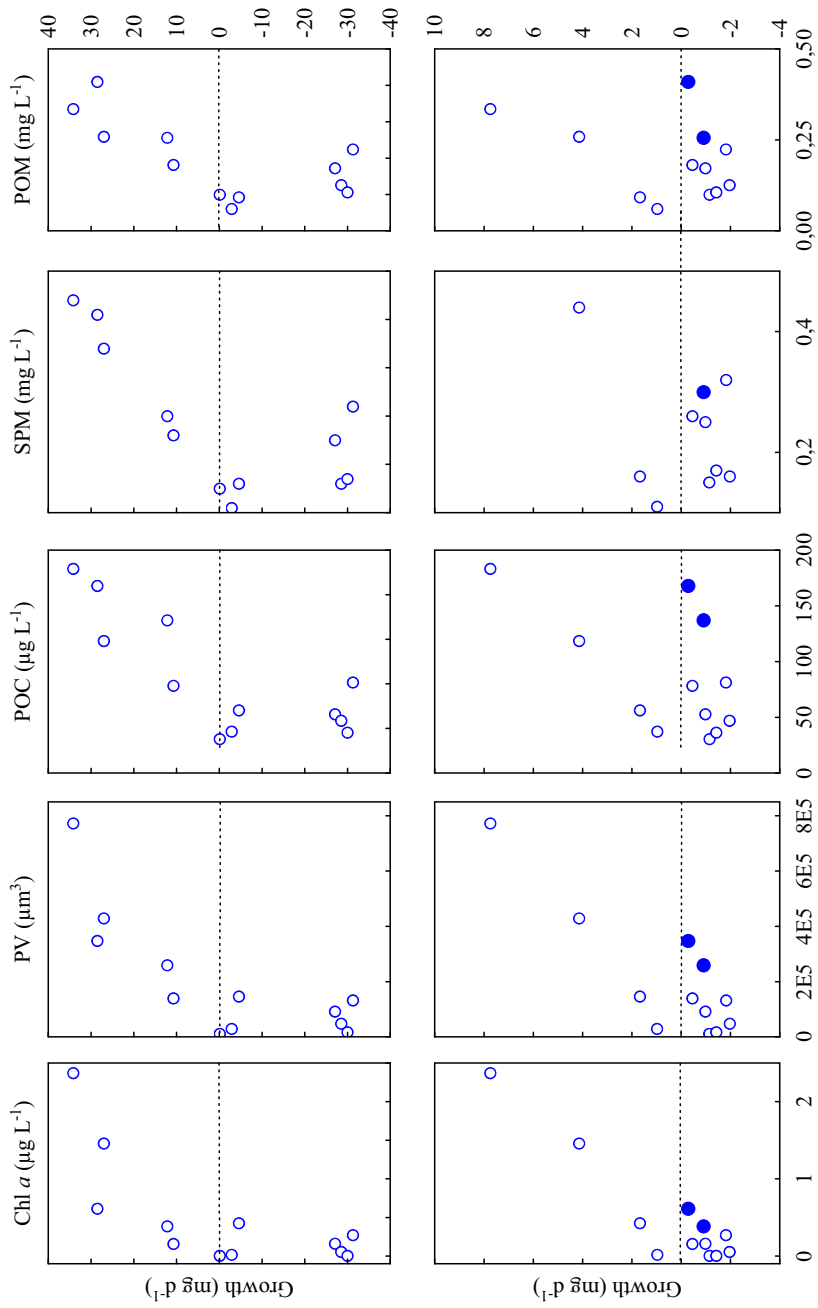 Chl a (µg L⁻¹)
PV (µm³)
POC (µg L⁻¹)
SPM (mg L⁻¹)
POM (mg L⁻¹)
40
30
20
10
0
-10
-20
-30
-40
Growth (mg d⁻¹)
10
8
6
4
2
0
-2
-4
Growth (mg d⁻¹)
0 1 2
0 2E5 4E5 6E5 8E5
0 50 100 150 200
0,2 0,4
0,00 0,25 0,50